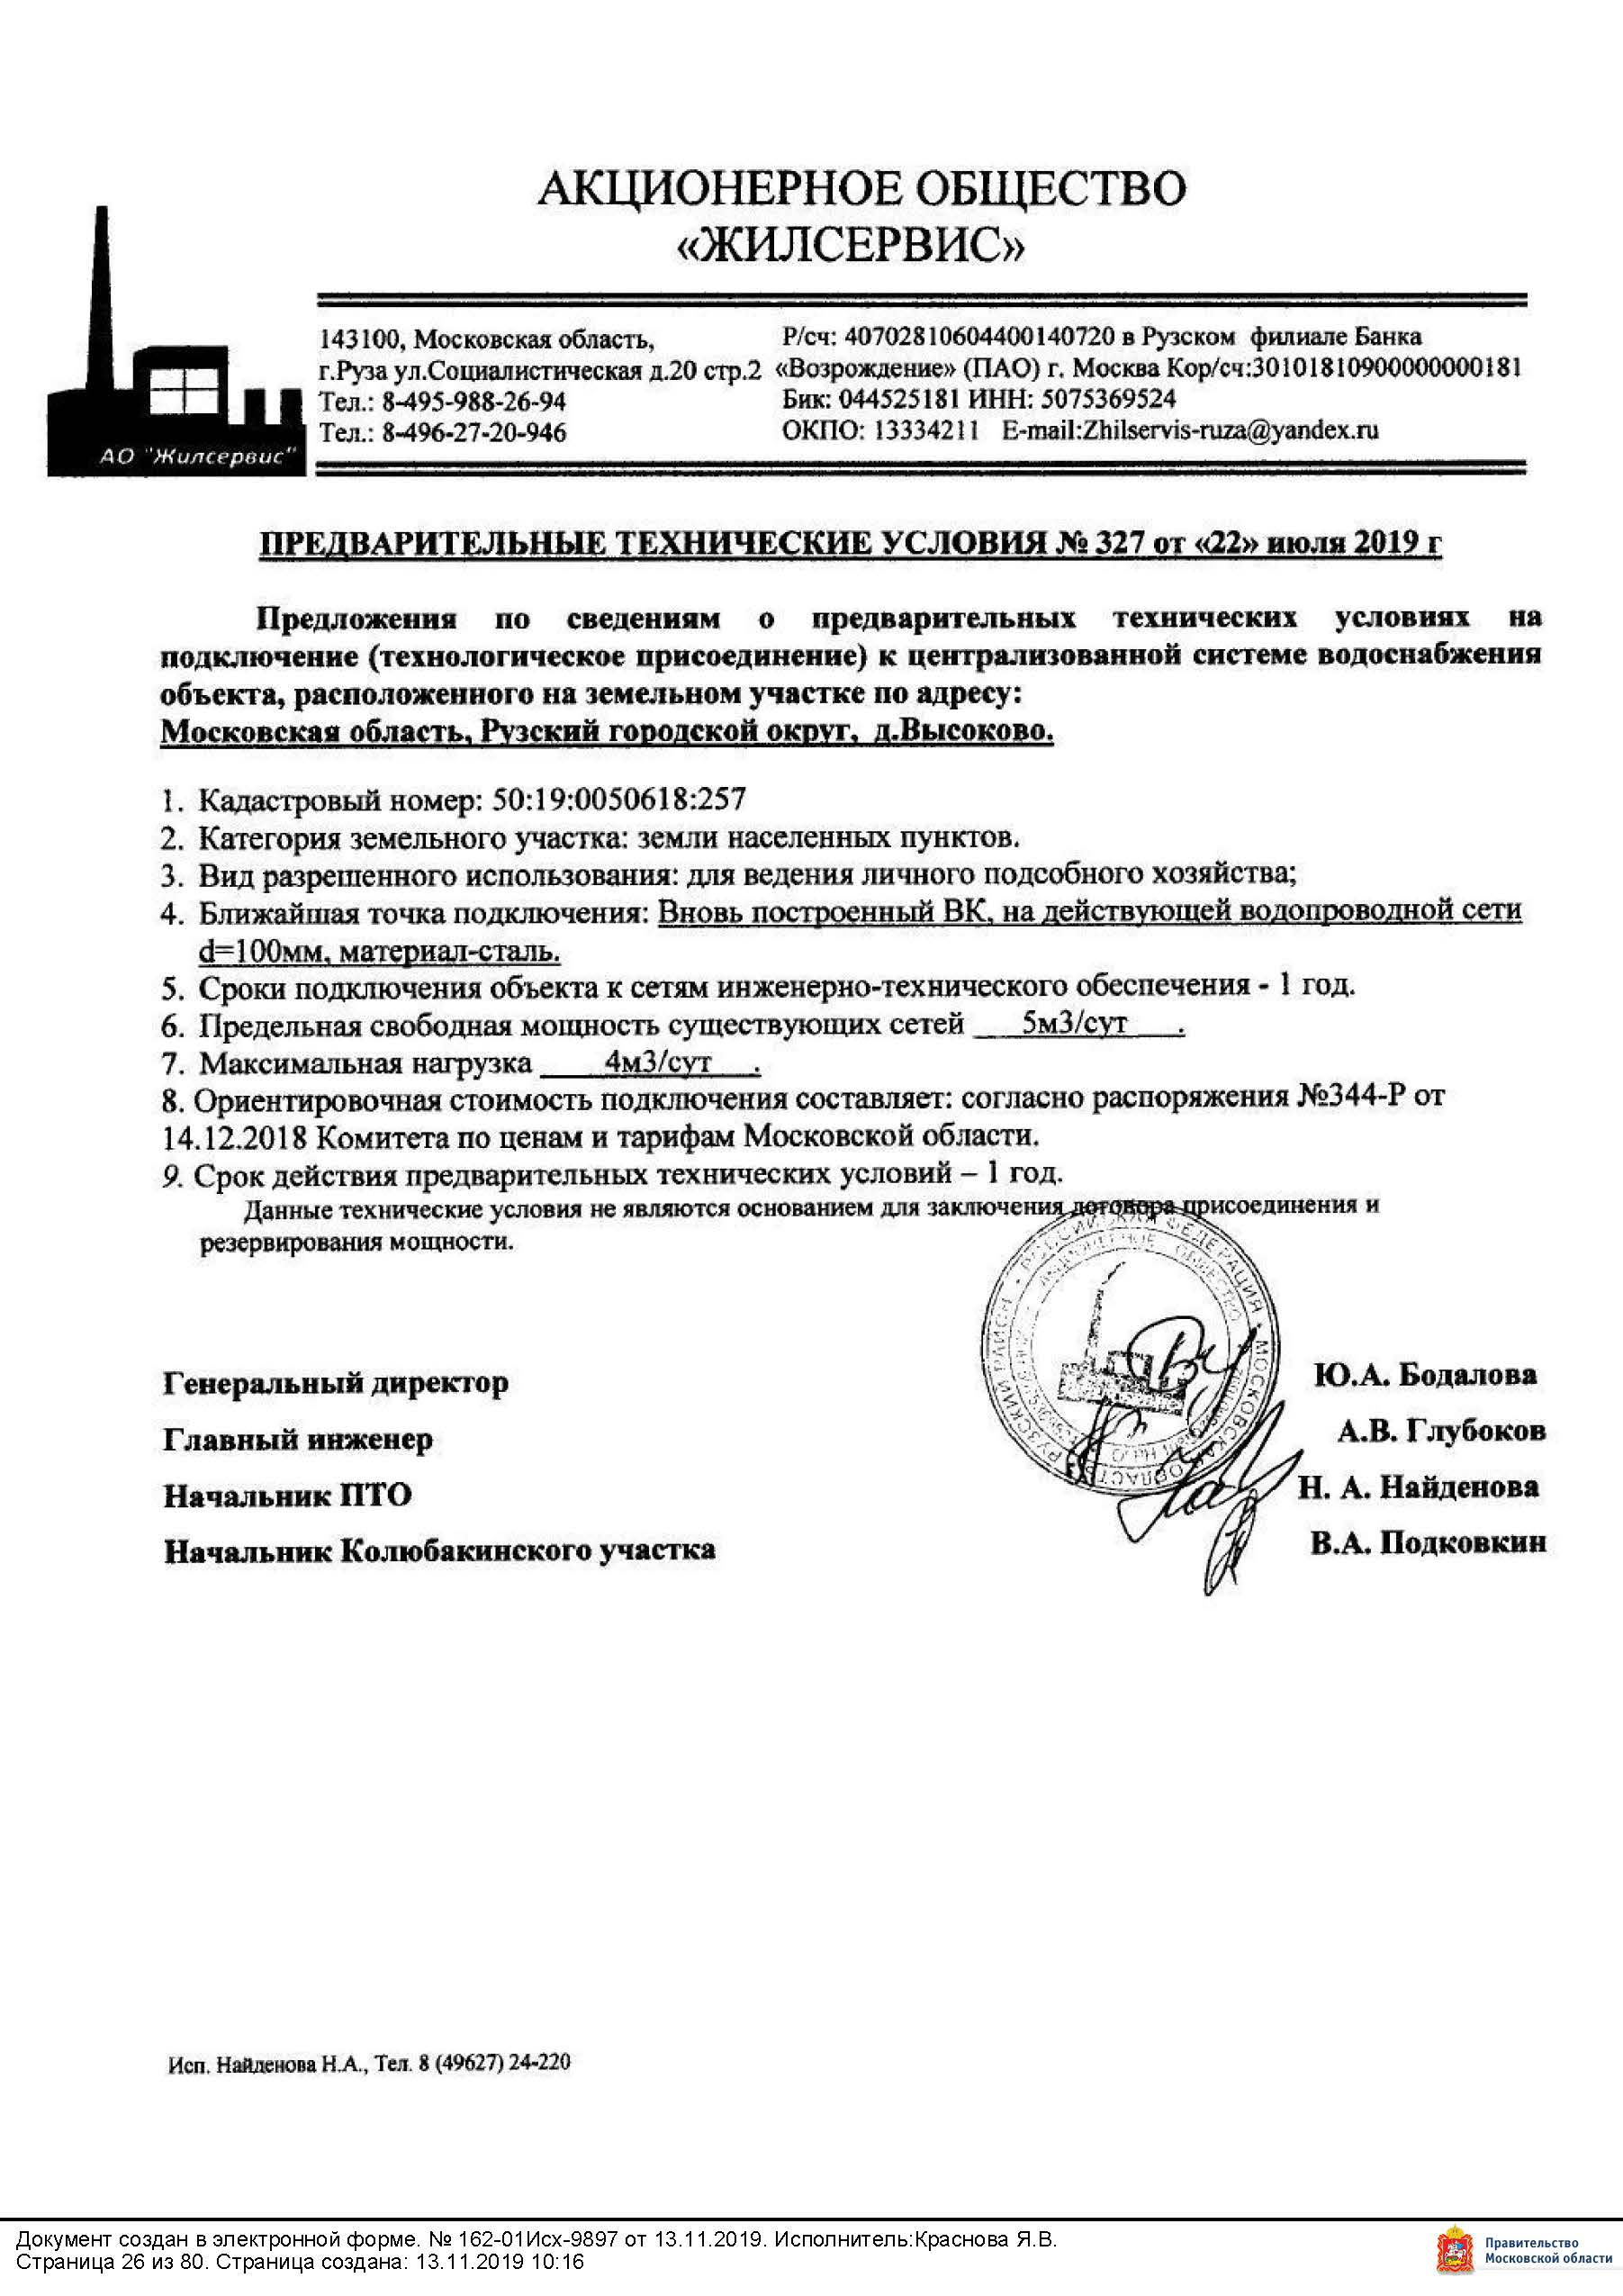 АКЦИОНЕРНОЕ ОБЩЕСТВО
«ЖИЛСЕРВИС»
АО "Жилсервис"
143100, Московская область,
г.Руза ул.Социалистическая д.20 стр.2
Тел.: 8-495-988-26-94
Тел.: 8-496-27-20-946
Р/сч: 40702810604400140720 в Рузском филиале Банка
«Возрождение» (ПАО) г. Москва Кор/сч:30101810900000000181
Бик: 044525181 ИНН: 5075369524
ОКПО: 13334211 E-mail:Zhilservis-ruza@yandex.ru
ПРЕДВАРИТЕЛЬНЫЕ ТЕХНИЧЕСКИЕ УСЛОВИЯ № 327 от «22» июля 2019 г
Предложения по сведениям о предварительных технических условиях на
подключение (технологическое присоединение) к централизованной системе водоснабжения
объекта, расположенного на земельном участке по адресу:
Московская область, Рузский городской округ, д.Высоково.
1. Кадастровый номер: 50:19:0050618:257
2. Категория земельного участка: земли населенных пунктов.
3. Вид разрешенного использования: для ведения личного подсобного хозяйства;
4. Ближайшая точка подключения: Вновь построенный ВК, на действующей водопроводной сети
d=100мм, материал-сталь.
5. Сроки подключения объекта к сетям инженерно-технического обеспечения - 1 год.
6. Предельная свободная мощность существующих сетей 5м3/сут .
7. Максимальная нагрузка 4м3/сут .
8. Ориентировочная стоимость подключения составляет: согласно распоряжения №344-Р от
14.12.2018 Комитета по ценам и тарифам Московской области.
9. Срок действия предварительных технических условий – 1 год.
Данные технические условия не являются основанием для заключения договора присоединения и
резервирования мощности.
РОССИЙСКАЯ ФЕДЕРАЦИЯ • МОСКОВСКАЯ ОБЛАСТЬ • РУЗСКИЙ РАЙОН
АКЦИОНЕРНОЕ ОБЩЕСТВО
Генеральный директор Ю.А. Бодалова
Главный инженер А.В. Глубоков
Начальник ПТО Н. А. Найденова
Начальник Колюбакинского участка В.А. Подковкин
Исп. Найденова Н.А., Тел. 8 (49627) 24-220
Документ создан в электронной форме. № 162-01Исх-9897 от 13.11.2019. Исполнитель:Краснова Я.В.
Страница 26 из 80. Страница создана: 13.11.2019 10:16
Правительство
Московской области